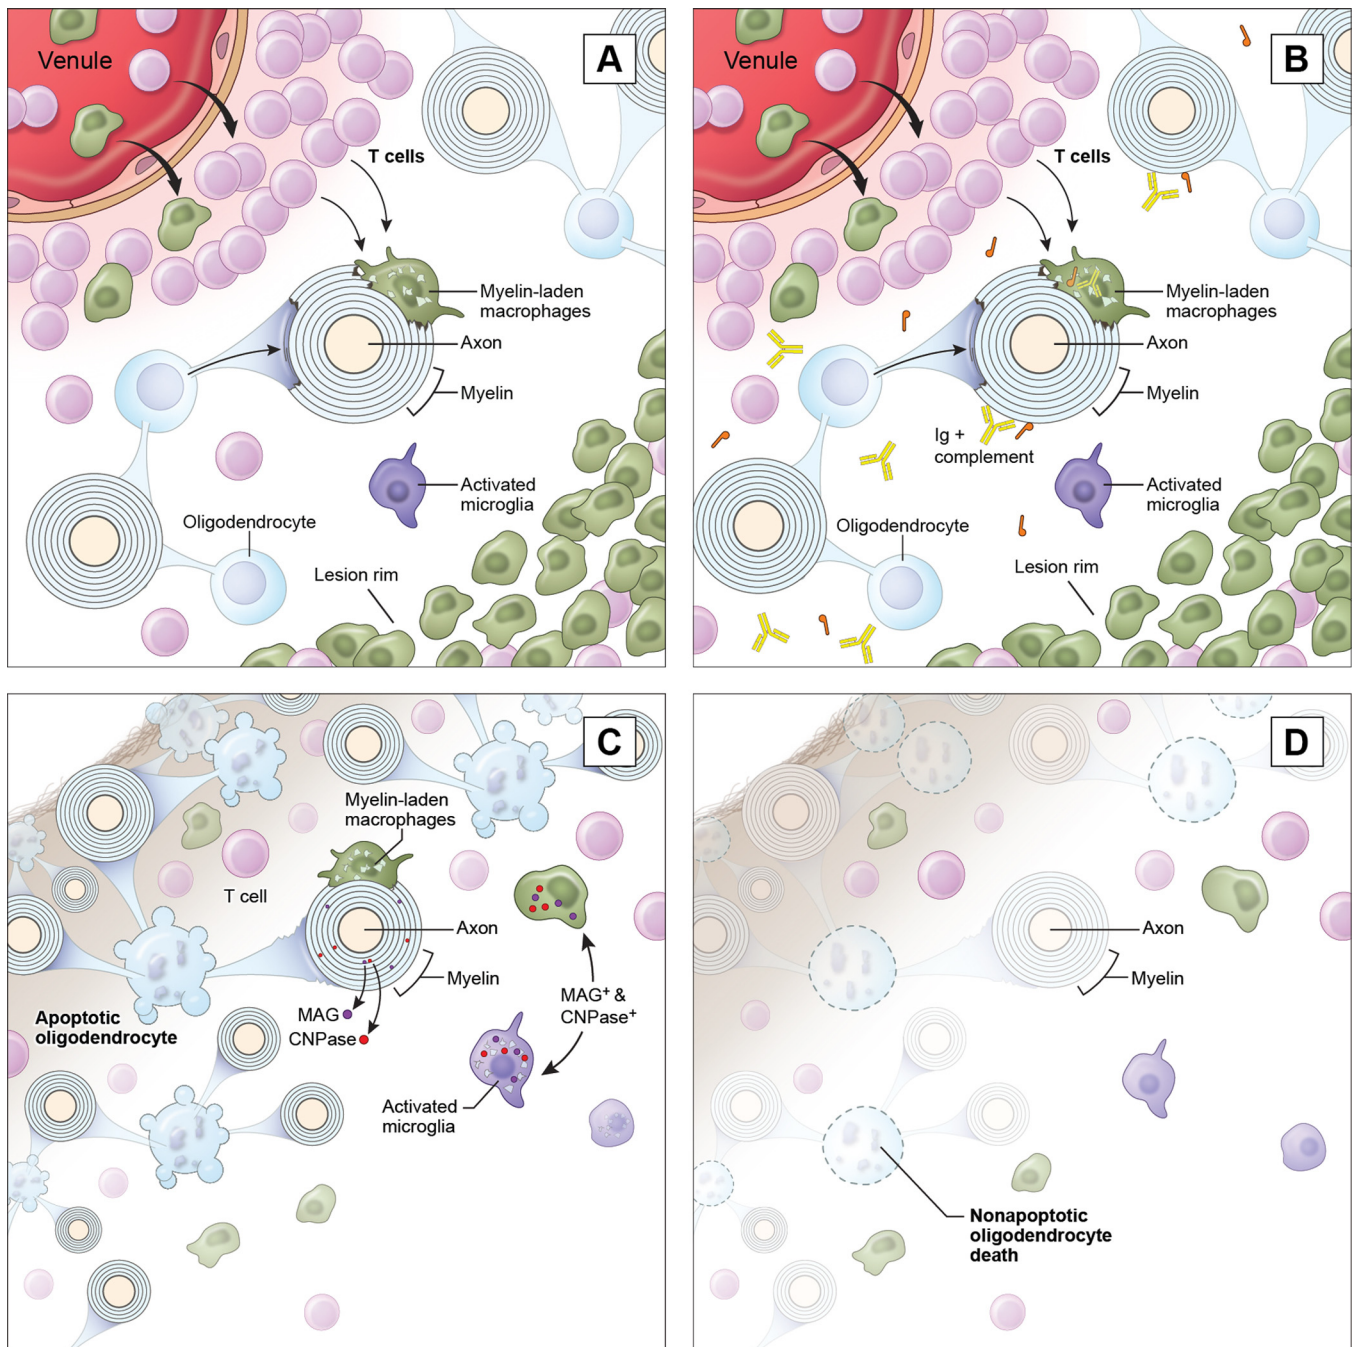 A
Venule
T cells
Myelin-laden
macrophages
Axon
Myelin
Activated
microglia
Oligodendrocyte
Lesion rim
B
Venule
T cells
Myelin-laden
macrophages
Axon
Myelin
Ig +
complement
Activated
microglia
Oligodendrocyte
Lesion rim
C
Myelin-laden
macrophages
T cell
Axon
Myelin
MAG
CNPase
MAG⁺ &
CNPase⁺
Apoptotic
oligodendrocyte
Activated
microglia
D
Axon
Myelin
Nonapoptotic
oligodendrocyte
death